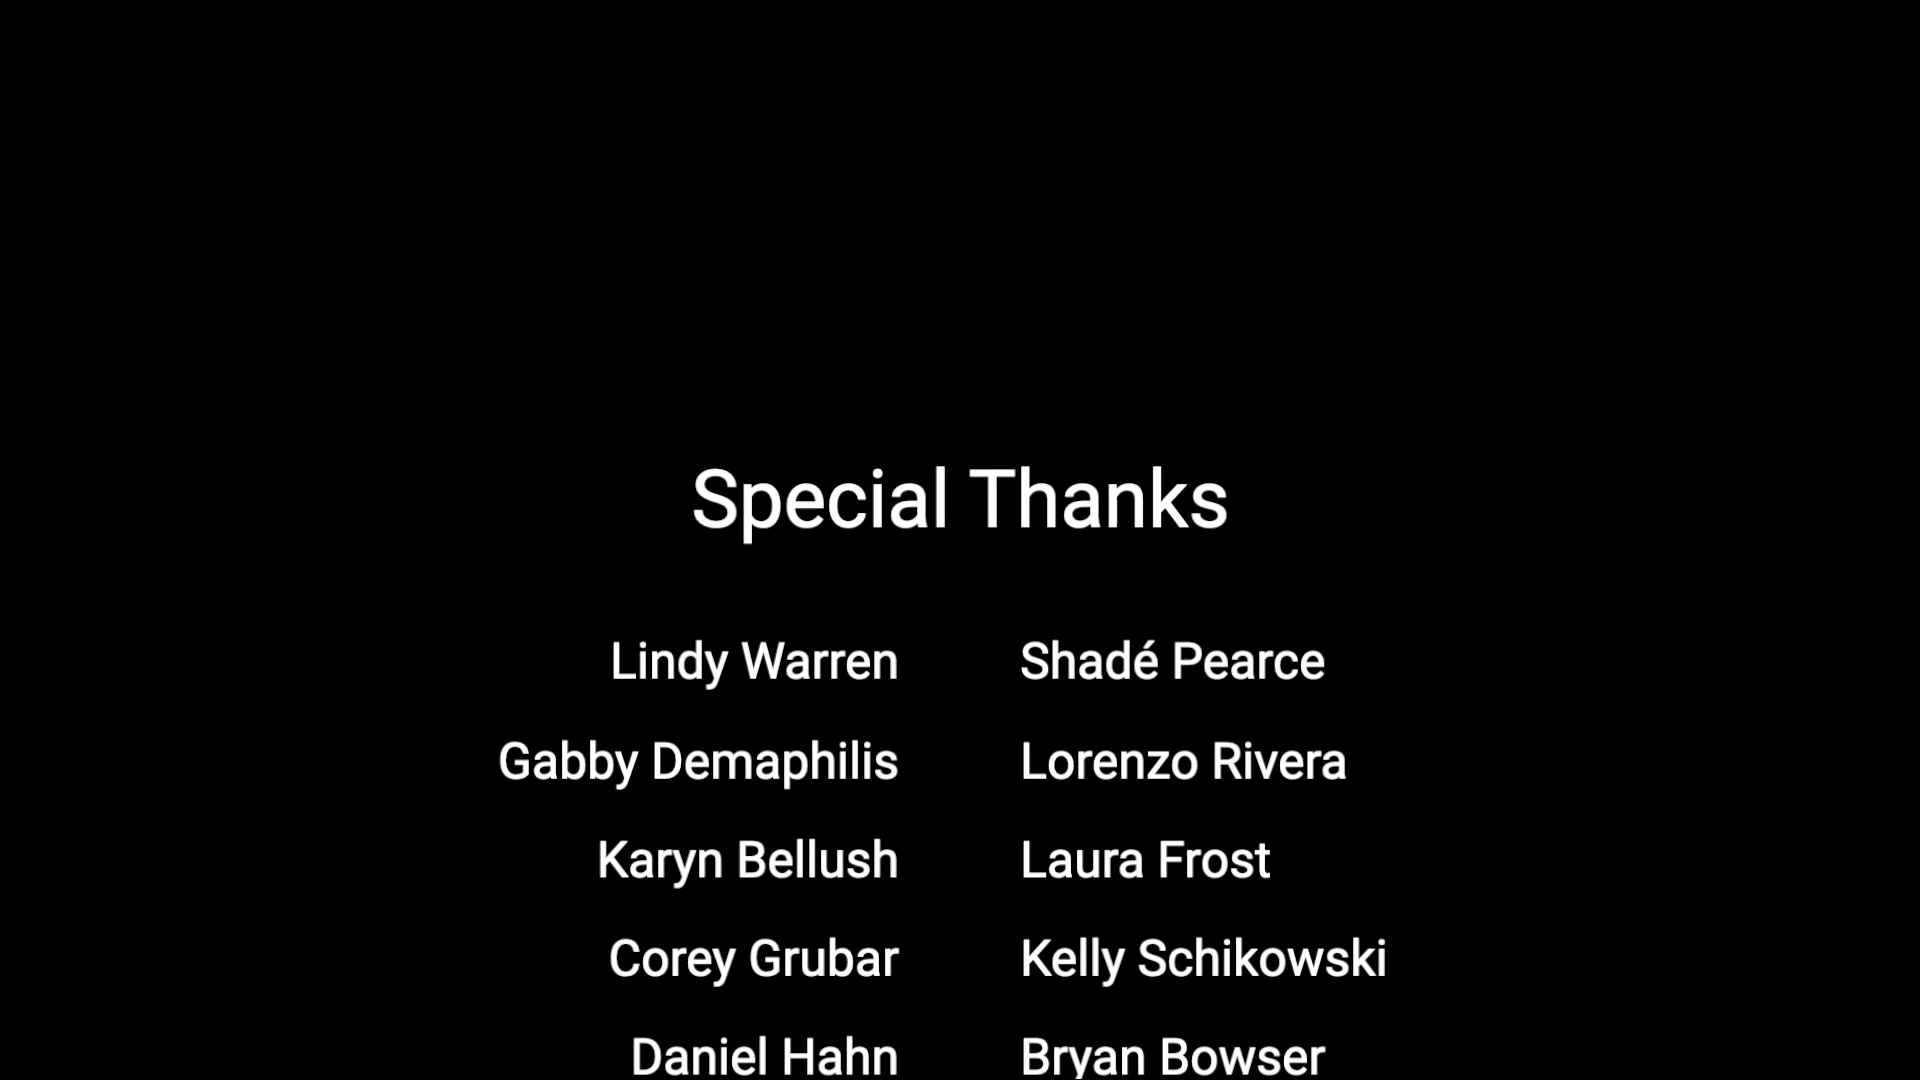 Special Thanks
Lindy Warren Shadé Pearce
Gabby Demaphilis Lorenzo Rivera
Karyn Bellush Laura Frost
Corey Grubar Kelly Schikowski
Daniel Hahn Bryan Bowser